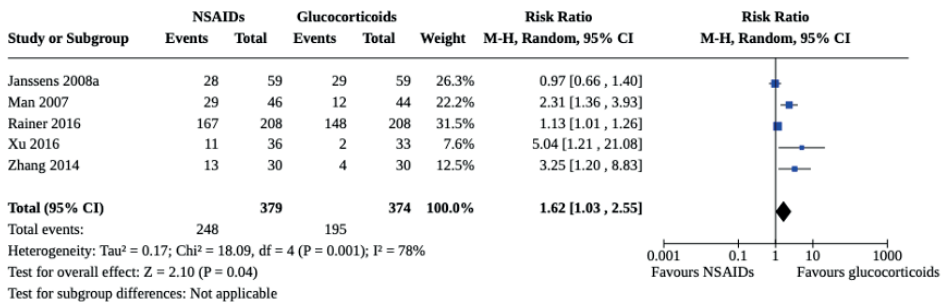 NSAIDs Glucocorticoids Risk Ratio Risk Ratio
Study or Subgroup Events Total Events Total Weight M-H, Random, 95% CI M-H, Random, 95% CI
Janssens 2008a 28 59 29 59 26.3% 0.97 [0.66 , 1.40]
Man 2007 29 46 12 44 22.2% 2.31 [1.36 , 3.93]
Rainer 2016 167 208 148 208 31.5% 1.13 [1.01 , 1.26]
Xu 2016 11 36 2 33 7.6% 5.04 [1.21 , 21.08]
Zhang 2014 13 30 4 30 12.5% 3.25 [1.20 , 8.83]
Total (95% CI) 379 374 100.0% 1.62 [1.03 , 2.55]
Total events: 248 195
Heterogeneity: Tau² = 0.17; Chi² = 18.09, df = 4 (P = 0.001); I² = 78%
Test for overall effect: Z = 2.10 (P = 0.04)
Test for subgroup differences: Not applicable
0.001 0.1 1 10 1000
Favours NSAIDs Favours glucocorticoids